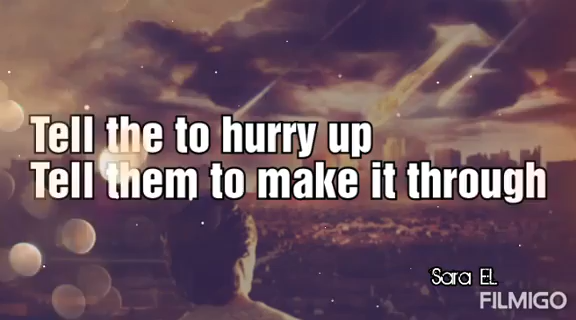 Tell the to hurry up
Tell them to make it through
Sara EL
FILMIGO